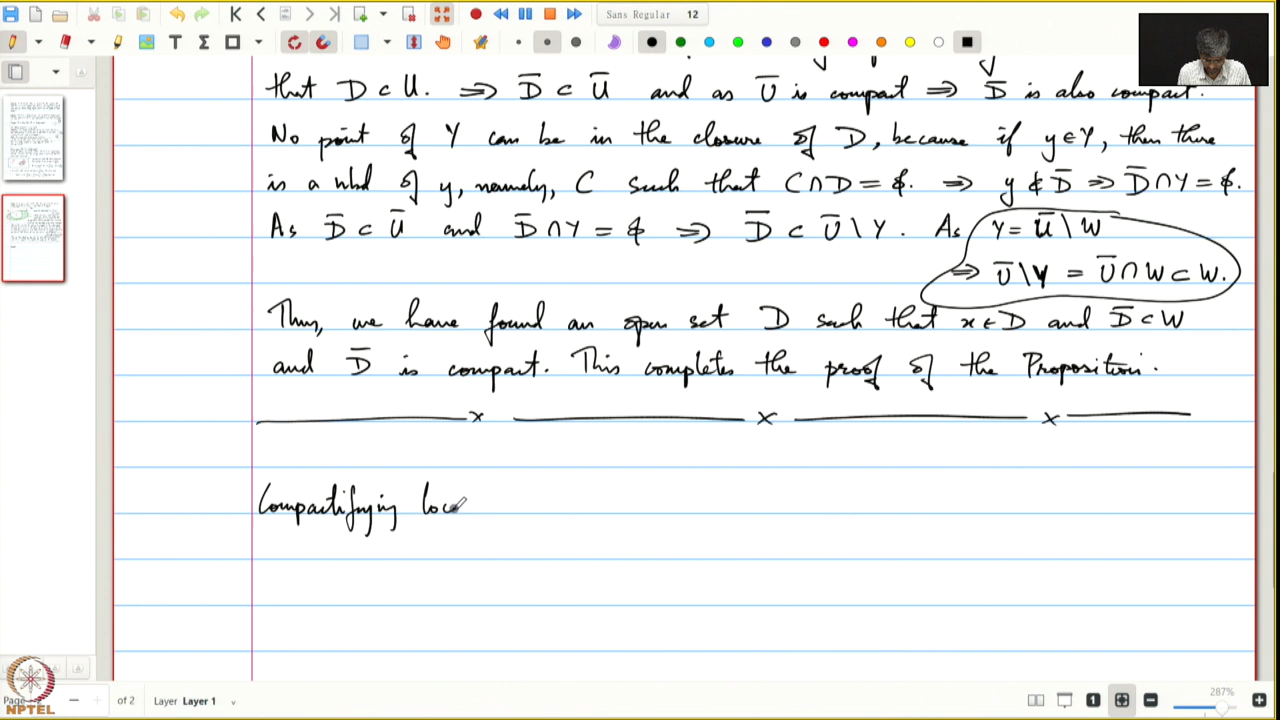 Sans Regular 12
that D ⊂ U. ⟹ D̅ ⊂ U̅ and as U̅ is compact ⟹ D̅ is also compact.
No point of Y can be in the closure of D, because if y ∈ Y, then there
is a nbd of y, namely, C such that C ∩ D = ϕ. ⟹ y ∉ D̅ ⟹ D̅ ∩ Y = ϕ.
As D̅ ⊂ U̅ and D̅ ∩ Y = ϕ ⟹ D̅ ⊂ U̅ \ Y. As Y = U̅ \ W
⟹ U̅ \ Y = U̅ ∩ W ⊂ W.
Thus, we have found an open set D such that x ∈ D and D̅ ⊂ W
and D̅ is compact. This completes the proof of the Proposition.
x x x
Compactifying loc
Page of 2 Layer Layer 1 287%
NPTEL